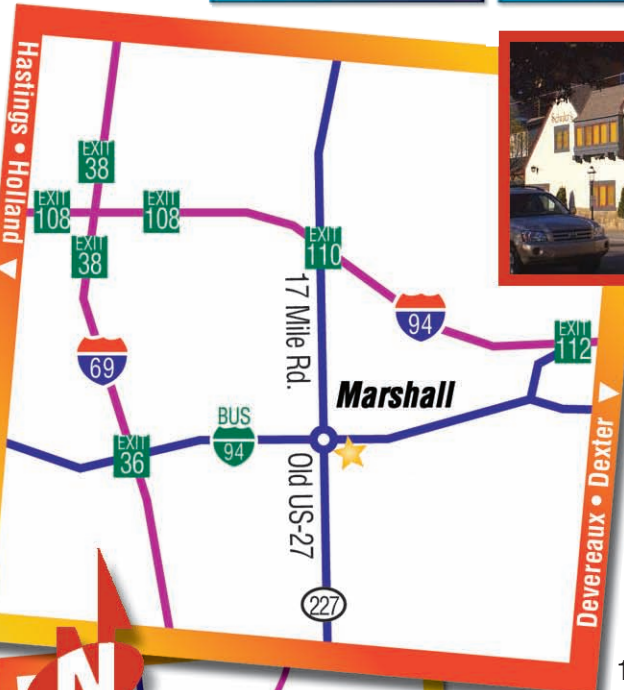 Hastings • Holland
EXIT
38
EXIT
108
EXIT
108
EXIT
38
EXIT
110
17 Mile Rd.
94
EXIT
112
69
Marshall
BUS
94
EXIT
36
Old US-27
Devereaux • Dexter
227
N